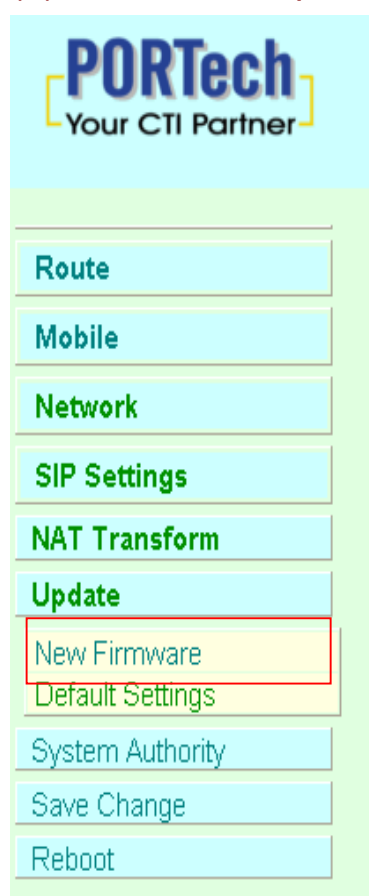 PORTech
Your CTI Partner
Route
Mobile
Network
SIP Settings
NAT Transform
Update
New Firmware
Default Settings
System Authority
Save Change
Reboot